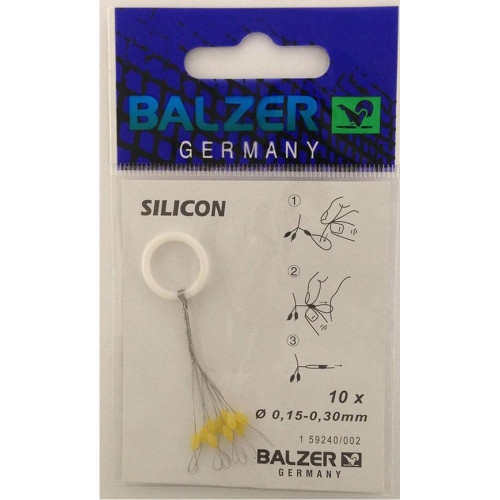 BALZER
GERMANY
SILICON
1
2
3
10 x
Ø 0,15-0,30mm
1 59240/002
BALZER
GERMANY